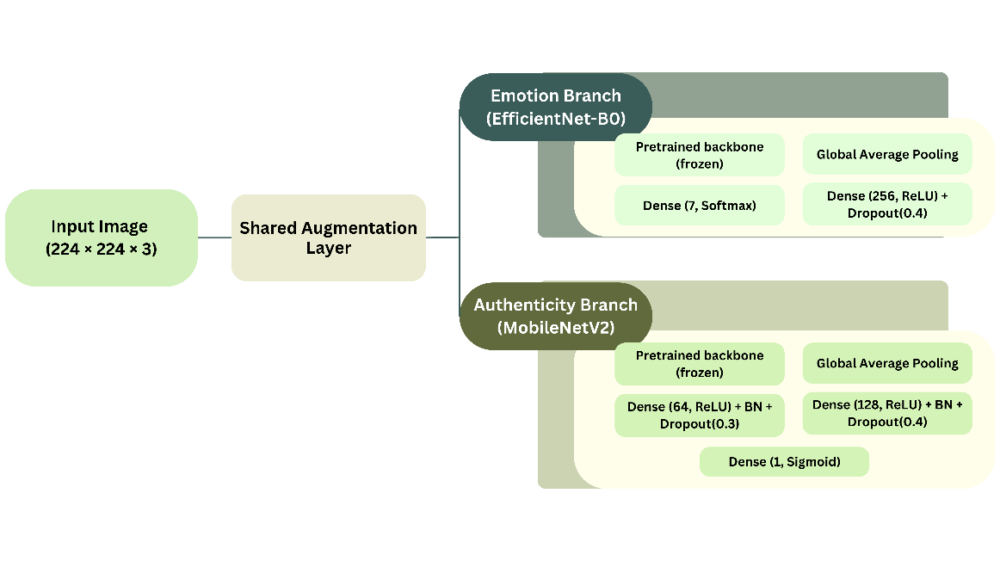 Input Image
(224 × 224 × 3)
Shared Augmentation
Layer
Emotion Branch
(EfficientNet-B0)
Pretrained backbone
(frozen)
Global Average Pooling
Dense (7, Softmax)
Dense (256, ReLU) +
Dropout(0.4)
Authenticity Branch
(MobileNetV2)
Pretrained backbone
(frozen)
Global Average Pooling
Dense (64, ReLU) + BN +
Dropout(0.3)
Dense (128, ReLU) + BN +
Dropout(0.4)
Dense (1, Sigmoid)